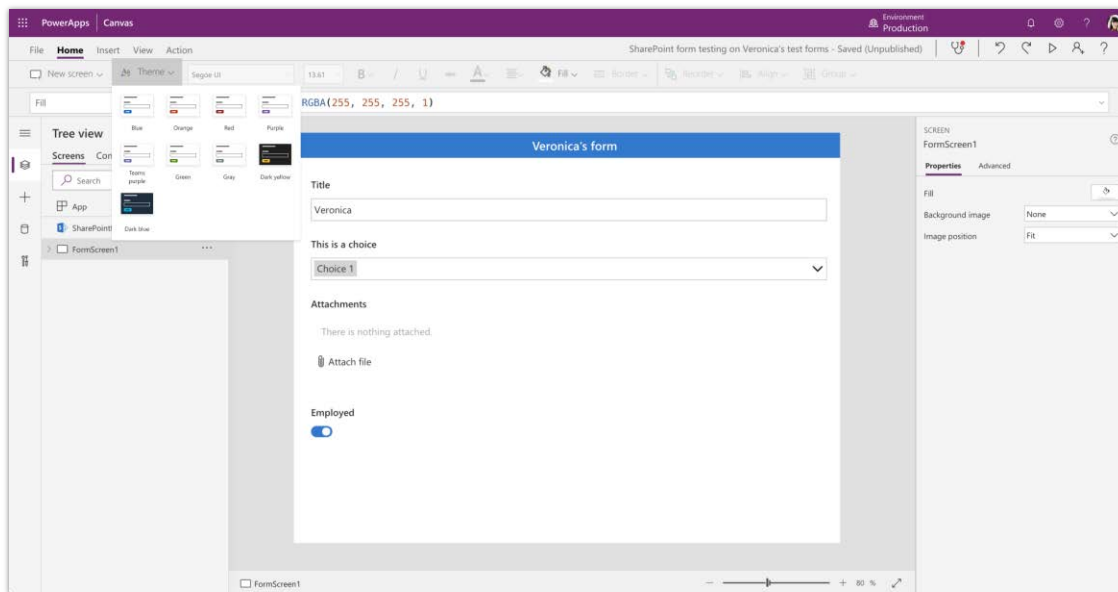 PowerApps Canvas
Environment
Production
?
File Home Insert View Action
SharePoint form testing on Veronica's test forms - Saved (Unpublished)
?
New screen Theme Segoe UI 13.61 B / U A Fill Border Reorder Align Group
Fill
RGBA(255, 255, 255, 1)
Blue Orange Red Purple
Teams purple Green Gray Dark yellow
Dark blue
Tree view
Screens Con
Search
App
SharePointI
FormScreen1 ...
Veronica's form
Title
Veronica
This is a choice
Choice 1
Attachments
There is nothing attached.
Attach file
Employed
SCREEN
FormScreen1
Properties Advanced
Fill
Background image None
Image position Fit
FormScreen1
80 %